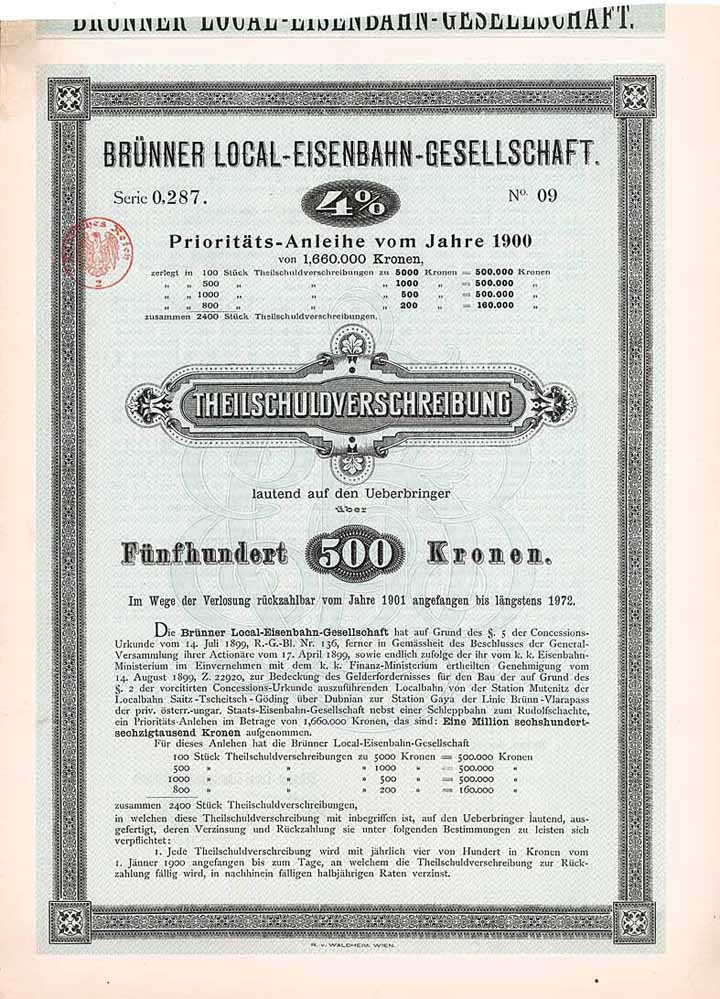 BRÜNNER LOCAL-EISENBAHN-GESELLSCHAFT.
BRÜNNER LOCAL-EISENBAHN-GESELLSCHAFT.
Serie 0,287. 4% No. 09
Prioritäts-Anleihe vom Jahre 1900
von 1,660.000 Kronen,
zerlegt in 100 Stück Theilschuldverschreibungen zu 5000 Kronen = 500.000 Kronen
„ „ 500 „ „ „ 1000 „ = 500.000 „
„ „ 1000 „ „ „ 500 „ = 500.000 „
„ „ 800 „ „ „ 200 „ = 160.000 „
zusammen 2400 Stück Theilschuldverschreibungen.
THEILSCHULDVERSCHREIBUNG
lautend auf den Ueberbringer
über
Fünfhundert 500 Kronen.
Im Wege der Verlosung rückzahlbar vom Jahre 1901 angefangen bis längstens 1972.
Die Brünner Local-Eisenbahn-Gesellschaft hat auf Grund des §. 5 der Concessions-
Urkunde vom 14. Juli 1899, R.-G.-Bl. Nr. 136, ferner in Gemässheit des Beschlusses der General-
Versammlung ihrer Actionäre vom 17. April 1899, sowie endlich zufolge der ihr vom k. k. Eisenbahn-
Ministerium im Einvernehmen mit dem k. k. Finanz-Ministerium ertheilten Genehmigung vom
14. August 1899, Z. 22920, zur Bedeckung des Gelderfordernisses für den Bau der auf Grund des
§. 2 der vorcitirten Concessions-Urkunde auszuführenden Localbahn von der Station Mutenitz der
Localbahn Saitz-Tscheitsch-Göding über Dubnian zur Station Gaya der Linie Brünn-Vlarapass
der priv. österr.-ungar. Staats-Eisenbahn-Gesellschaft nebst einer Schleppbahn zum Rudolfschachte,
ein Prioritäts-Anlehen im Betrage von 1,660.000 Kronen, das sind: Eine Million sechshundert-
sechzigtausend Kronen aufgenommen.
Für dieses Anlehen hat die Brünner Local-Eisenbahn-Gesellschaft
100 Stück Theilschuldverschreibungen zu 5000 Kronen = 500.000 Kronen
500 „ „ „ 1000 „ = 500.000 „
1000 „ „ „ 500 „ = 500.000 „
800 „ „ „ 200 „ = 160.000 „
zusammen 2400 Stück Theilschuldverschreibungen,
in welchen diese Theilschuldverschreibung mit inbegriffen ist, auf den Ueberbringer lautend, aus-
gefertigt, deren Verzinsung und Rückzahlung sie unter folgenden Bestimmungen zu leisten sich
verpflichtet:
1. Jede Theilschuldverschreibung wird mit jährlich vier von Hundert in Kronen vom
1. Jänner 1900 angefangen bis zum Tage, an welchem die Theilschuldverschreibung zur Rück-
zahlung fällig wird, in nachhinein fälligen halbjährigen Raten verzinst.
R. v. WALDHEIM, WIEN.